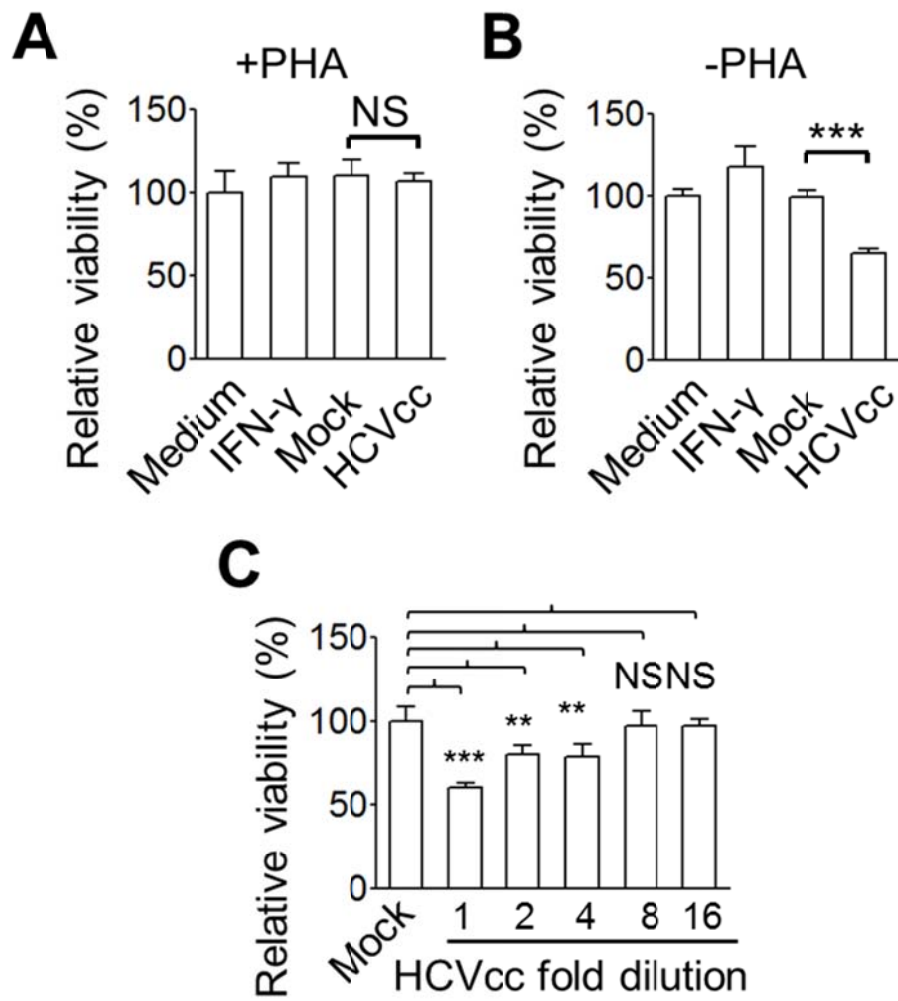 A
+PHA
Relative viability (%)
150
100
50
0
NS
Medium
IFN-γ
Mock
HCVcc
B
-PHA
Relative viability (%)
150
100
50
0
***
Medium
IFN-γ
Mock
HCVcc
C
Relative viability (%)
150
100
50
0
***
**
**
NS
NS
Mock
1 2 4 8 16
HCVcc fold dilution